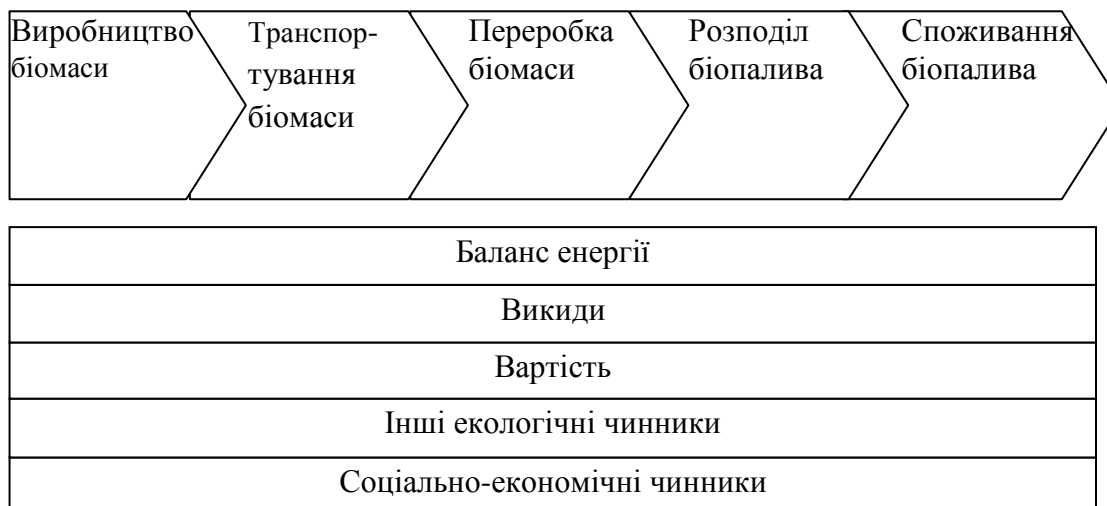 Виробництво
біомаси
Транспор-
тування
біомаси
Переробка
біомаси
Розподіл
біопалива
Споживання
біопалива
Баланс енергії
Викиди
Вартість
Інші екологічні чинники
Соціально-економічні чинники